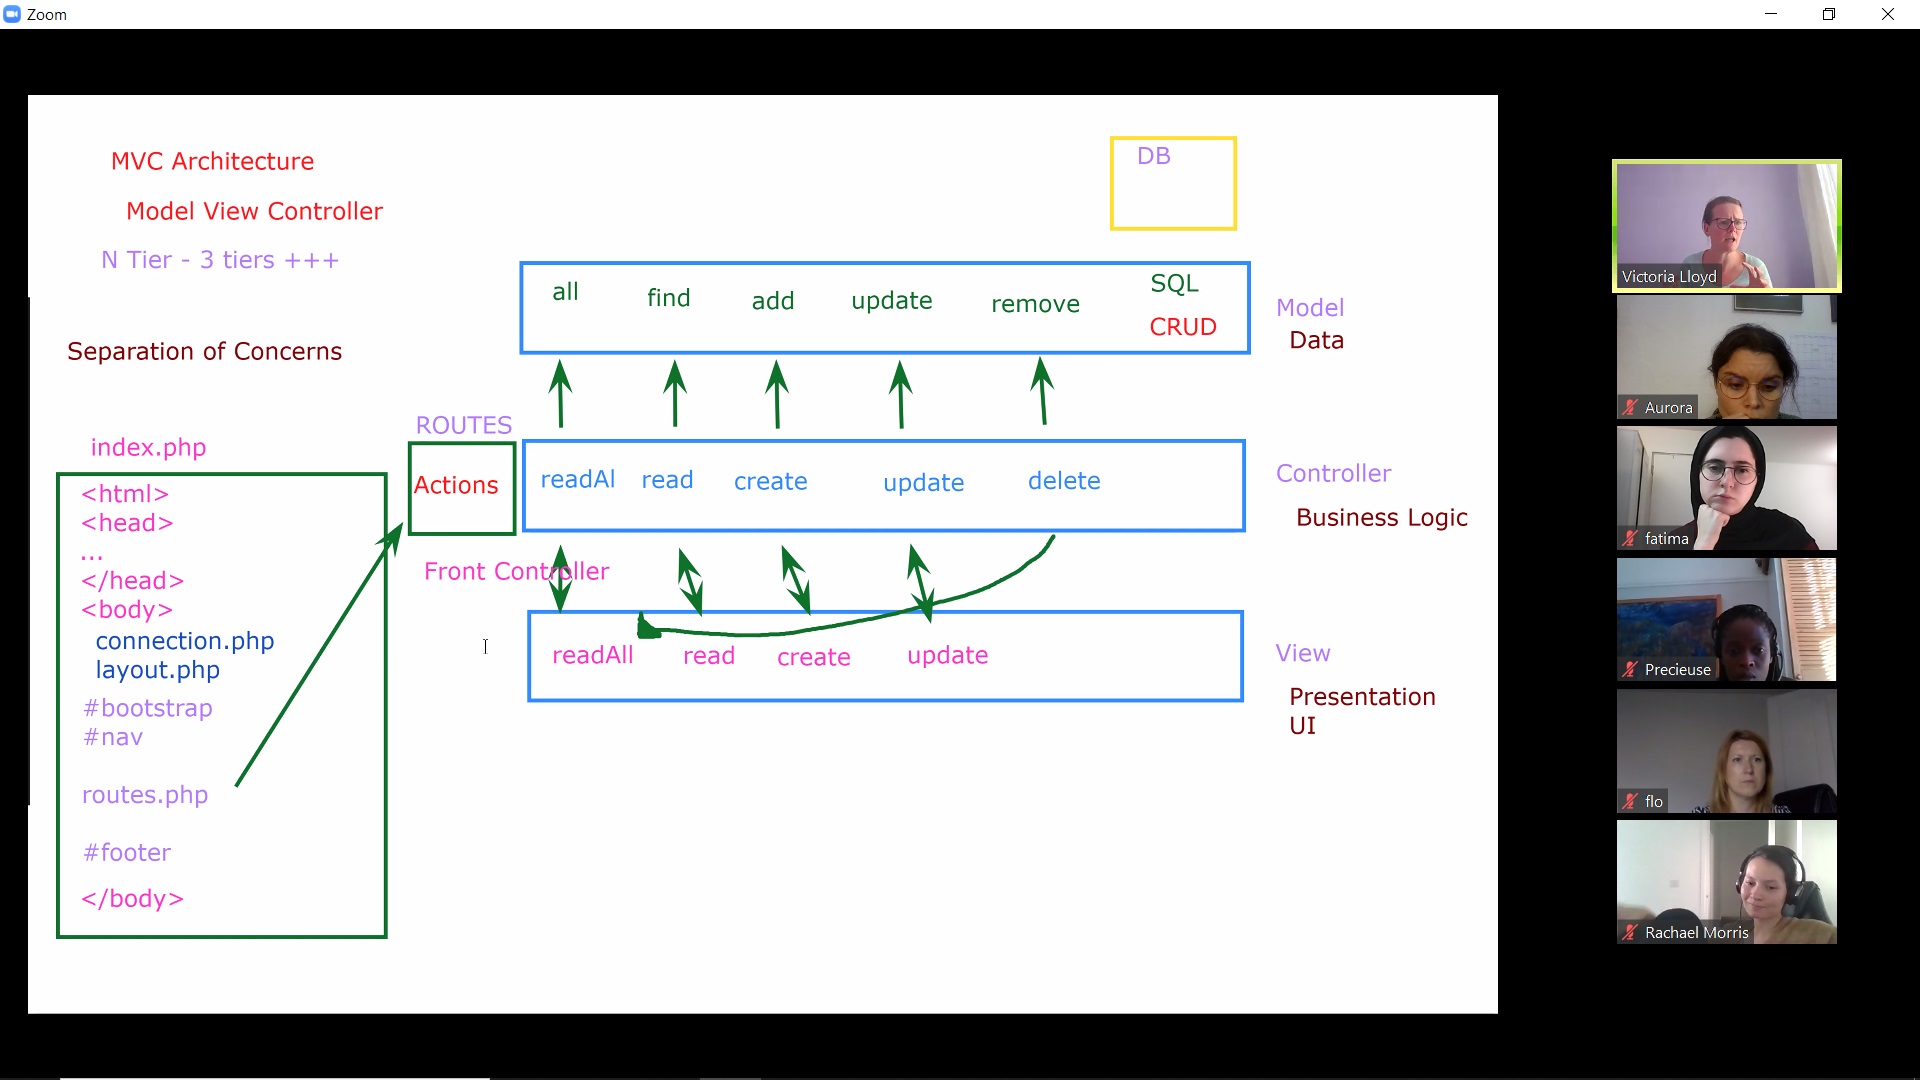 Zoom
MVC Architecture
Model View Controller
N Tier - 3 tiers +++
Separation of Concerns
DB
all find add update remove SQL
CRUD
Model
Data
ROUTES
Actions
readAl read create update delete
Controller
Business Logic
Front Controller
readAll read create update
View
Presentation
UI
index.php
<html>
<head>
...
</head>
<body>
connection.php
layout.php
#bootstrap
#nav
routes.php
#footer
</body>
Victoria Lloyd
Aurora
fatima
Precieuse
flo
Rachael Morris